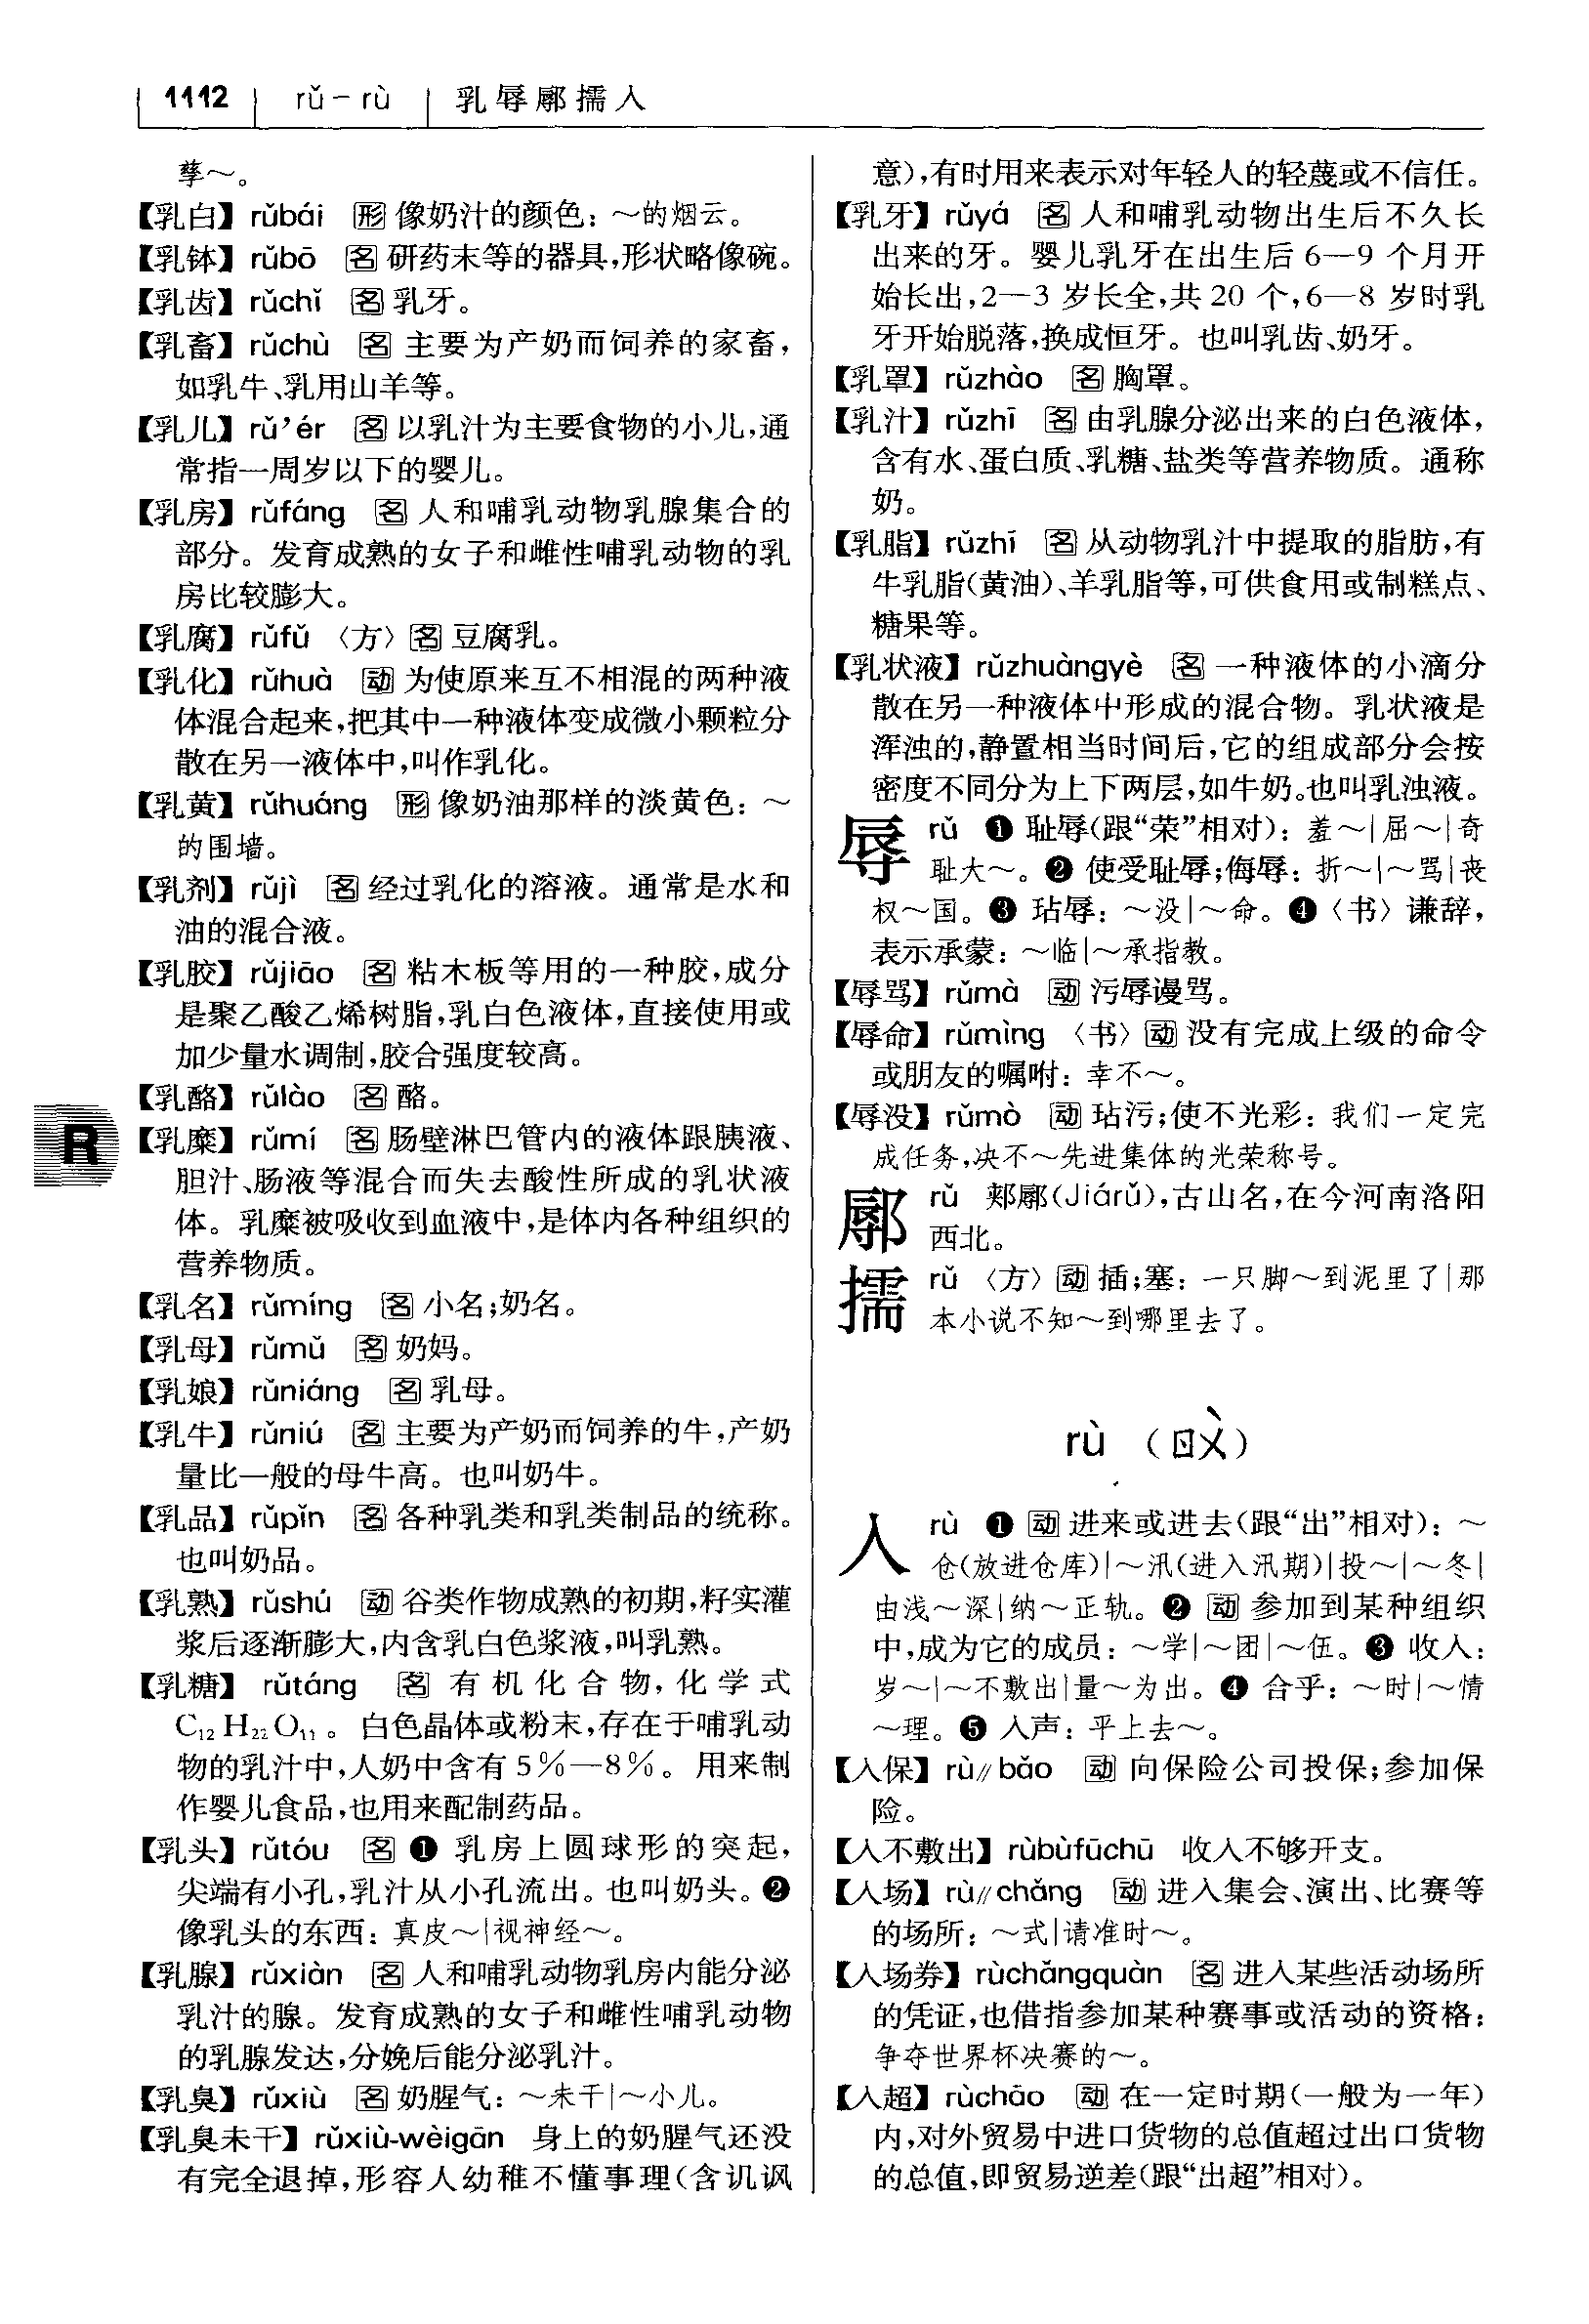 1112 rǔ－rù 乳辱鄏擩入
孳～。
【乳白】rǔbái 形 像奶汁的颜色：～的烟云。
【乳钵】rǔbō 名 研药末等的器具，形状略像碗。
【乳齿】rǔchǐ 名 乳牙。
【乳畜】rǔchù 名 主要为产奶而饲养的家畜，
如乳牛、乳用山羊等。
【乳儿】rǔ’ér 名 以乳汁为主要食物的小儿，通
常指一周岁以下的婴儿。
【乳房】rǔfáng 名 人和哺乳动物乳腺集合的
部分。发育成熟的女子和雌性哺乳动物的乳
房比较膨大。
【乳腐】rǔfǔ 〈方〉名 豆腐乳。
【乳化】rǔhuà 动 为使原来互不相混的两种液
体混合起来，把其中一种液体变成微小颗粒分
散在另一液体中，叫作乳化。
【乳黄】rǔhuáng 形 像奶油那样的淡黄色：～
的围墙。
【乳剂】rǔjì 名 经过乳化的溶液。通常是水和
油的混合液。
【乳胶】rǔjiāo 名 粘木板等用的一种胶，成分
是聚乙酸乙烯树脂，乳白色液体，直接使用或
加少量水调制，胶合强度较高。
【乳酪】rǔlào 名 酪。
R
【乳糜】rǔmí 名 肠壁淋巴管内的液体跟胰液、
胆汁、肠液等混合而失去酸性所成的乳状液
体。乳糜被吸收到血液中，是体内各种组织的
营养物质。
【乳名】rǔmíng 名 小名；奶名。
【乳母】rǔmǔ 名 奶妈。
【乳娘】rǔniáng 名 乳母。
【乳牛】rǔniú 名 主要为产奶而饲养的牛，产奶
量比一般的母牛高。也叫奶牛。
【乳品】rǔpǐn 名 各种乳类和乳类制品的统称。
也叫奶品。
【乳熟】rǔshú 动 谷类作物成熟的初期，籽实灌
浆后逐渐膨大，内含乳白色浆液，叫乳熟。
【乳糖】rǔtáng 名 有机化合物，化学式
C₁₂H₂₂O₁₁。白色晶体或粉末，存在于哺乳动
物的乳汁中，人奶中含有5％—8％。用来制
作婴儿食品，也用来配制药品。
【乳头】rǔtóu 名 ❶ 乳房上圆球形的突起，
尖端有小孔，乳汁从小孔流出。也叫奶头。❷
像乳头的东西：真皮～|视神经～。
【乳腺】rǔxiàn 名 人和哺乳动物乳房内能分泌
乳汁的腺。发育成熟的女子和雌性哺乳动物
的乳腺发达，分娩后能分泌乳汁。
【乳臭】rǔxiù 名 奶腥气：～未干|～小儿。
【乳臭未干】rǔxiù-wèigān 身上的奶腥气还没
有完全退掉，形容人幼稚不懂事理（含讥讽
意），有时用来表示对年轻人的轻蔑或不信任。
【乳牙】rǔyá 名 人和哺乳动物出生后不久长
出来的牙。婴儿乳牙在出生后6—9个月开
始长出，2—3岁长全，共20个，6—8岁时乳
牙开始脱落，换成恒牙。也叫乳齿、奶牙。
【乳罩】rǔzhào 名 胸罩。
【乳汁】rǔzhī 名 由乳腺分泌出来的白色液体，
含有水、蛋白质、乳糖、盐类等营养物质。通称
奶。
【乳脂】rǔzhī 名 从动物乳汁中提取的脂肪，有
牛乳脂（黄油）、羊乳脂等，可供食用或制糕点、
糖果等。
【乳状液】rǔzhuàngyè 名 一种液体的小滴分
散在另一种液体中形成的混合物。乳状液是
浑浊的，静置相当时间后，它的组成部分会按
密度不同分为上下两层，如牛奶。也叫乳浊液。
辱 rǔ ❶ 耻辱（跟“荣”相对）：羞～|屈～|奇
耻大～。❷ 使受耻辱；侮辱：折～|～骂|丧
权～国。❸ 玷辱：～没|～命。❹〈书〉谦辞，
表示承蒙：～临|～承指教。
【辱骂】rǔmà 动 污辱谩骂。
【辱命】rǔmìng 〈书〉动 没有完成上级的命令
或朋友的嘱咐：幸不～。
【辱没】rǔmò 动 玷污；使不光彩：我们一定完
成任务，决不～先进集体的光荣称号。
鄏 rǔ 郏鄏(Jiárǔ)，古山名，在今河南洛阳
西北。
擩 rǔ 〈方〉动 插；塞：一只脚～到泥里了|那
本小说不知～到哪里去了。
rù （ㄖㄨˋ）
入 rù ❶ 动 进来或进去（跟“出”相对）：～
仓（放进仓库）|～汛（进入汛期）|投～|～冬|
由浅～深|纳～正轨。❷ 动 参加到某种组织
中，成为它的成员：～学|～团|～伍。❸ 收入：
岁～|～不敷出|量～为出。❹ 合乎：～时|～情
～理。❺ 入声：平上去～。
【入保】rù∥bǎo 动 向保险公司投保；参加保
险。
【入不敷出】rùbùfūchū 收入不够开支。
【入场】rù∥chǎng 动 进入集会、演出、比赛等
的场所：～式|请准时～。
【入场券】rùchǎngquàn 名 进入某些活动场所
的凭证，也借指参加某种赛事或活动的资格：
争夺世界杯决赛的～。
【入超】rùchāo 动 在一定时期（一般为一年）
内，对外贸易中进口货物的总值超过出口货物
的总值，即贸易逆差（跟“出超”相对）。